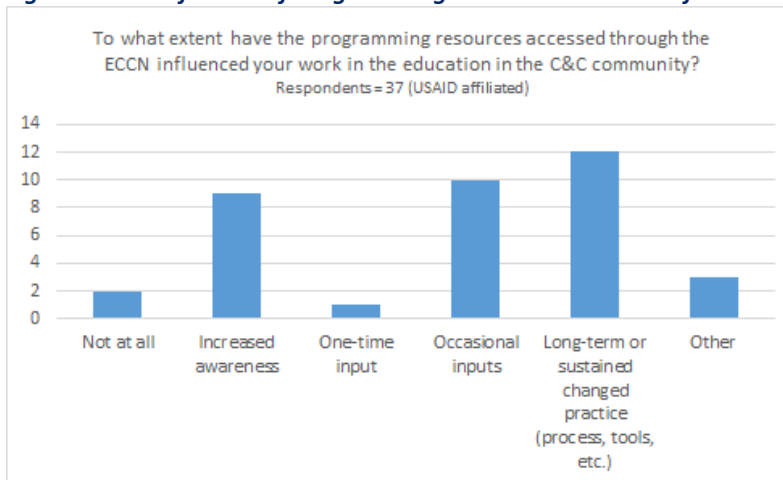 To what extent have the programming resources accessed through the
ECCN influenced your work in the education in the C&C community?
Respondents = 37 (USAID affiliated)
14
12
10
8
6
4
2
0
Not at all
Increased
awareness
One-time
input
Occasional
inputs
Long-term or
sustained
changed
practice
(process, tools,
etc.)
Other